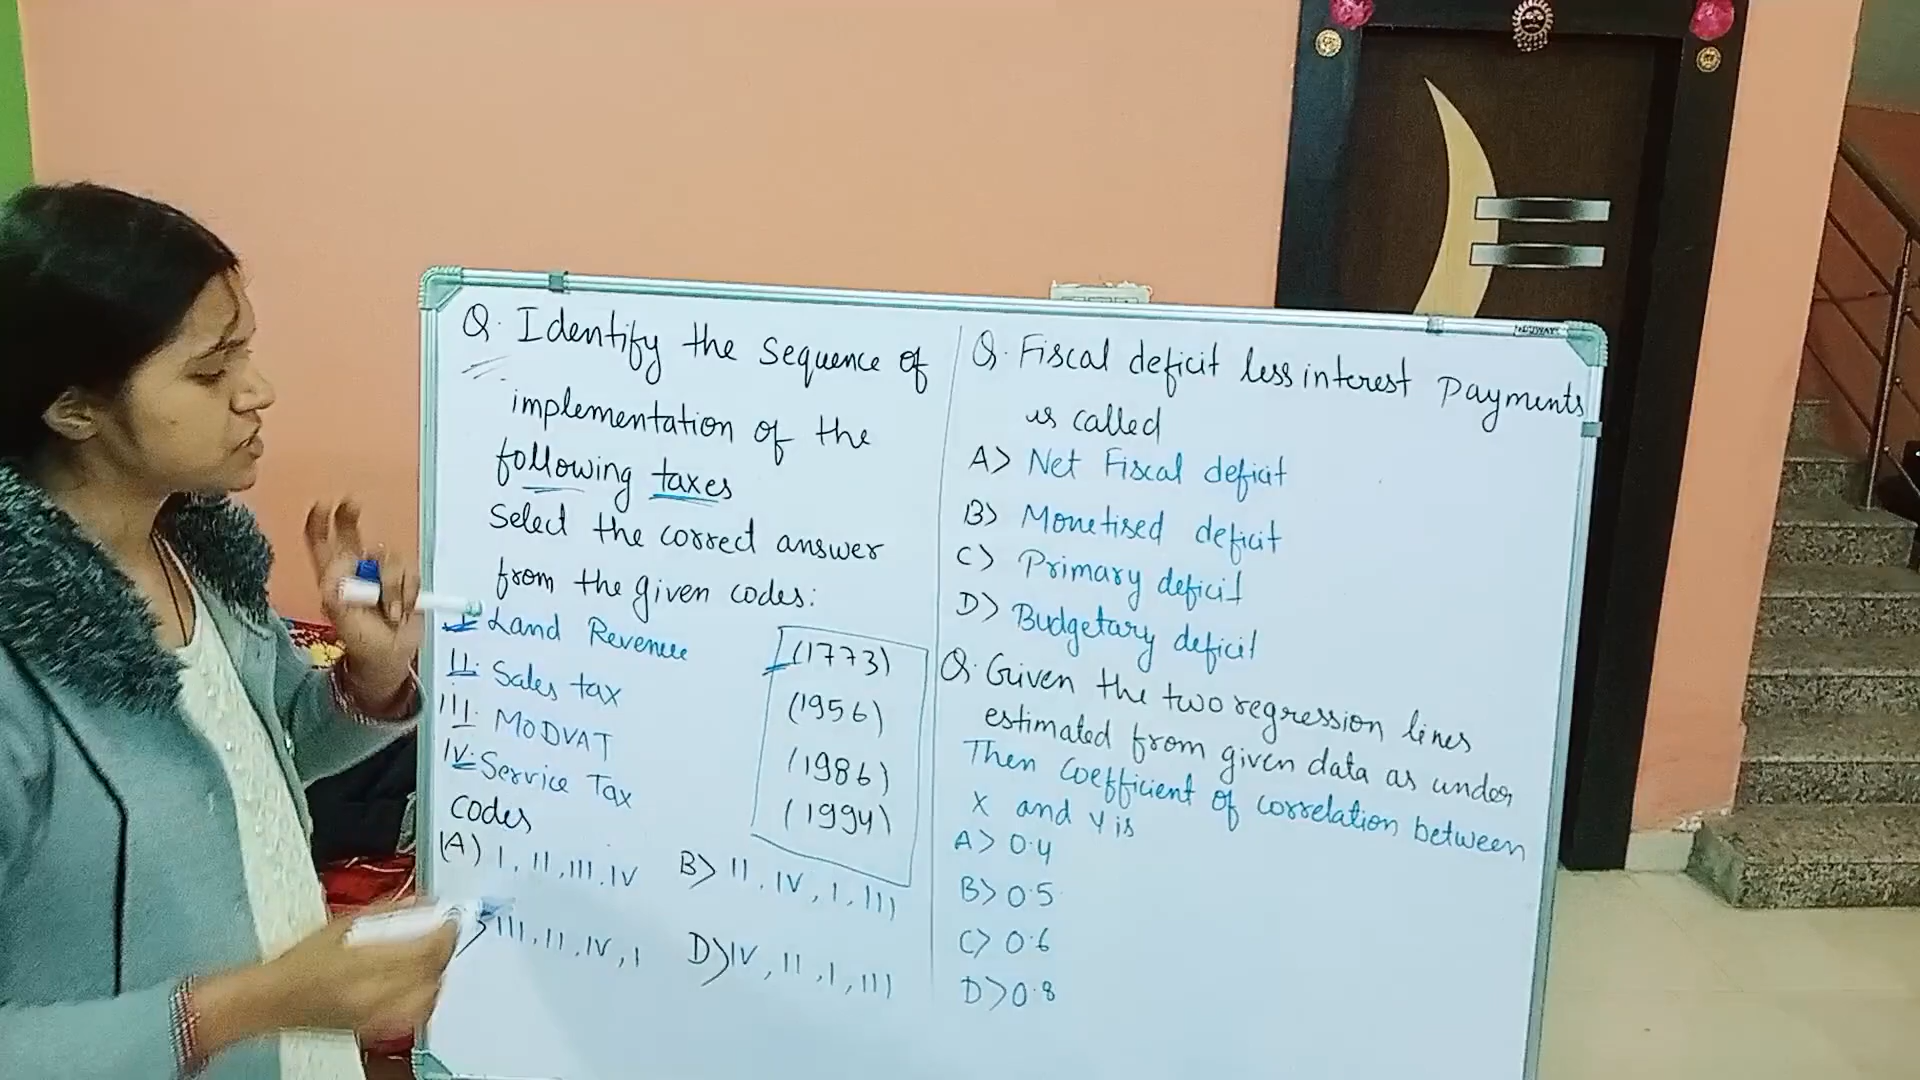 Q. Identify the sequence of
implementation of the
following taxes
Select the correct answer
from the given codes:
I. Land Revenue (1773)
II. Sales tax (1956)
III. MODVAT (1986)
IV. Service Tax (1994)
Codes
(A) I, II, III, IV B> II, IV, I, III
III, II, IV, I D> IV, II, I, III
Q. Fiscal deficit less interest Payments
is called
A> Net Fiscal deficit
B> Monetised deficit
C> Primary deficit
D> Budgetary deficit
Q. Given the two regression lines
estimated from given data as under
Then Coefficient of correlation between
X and Y is
A> 0.4
B> 0.5
C> 0.6
D> 0.8